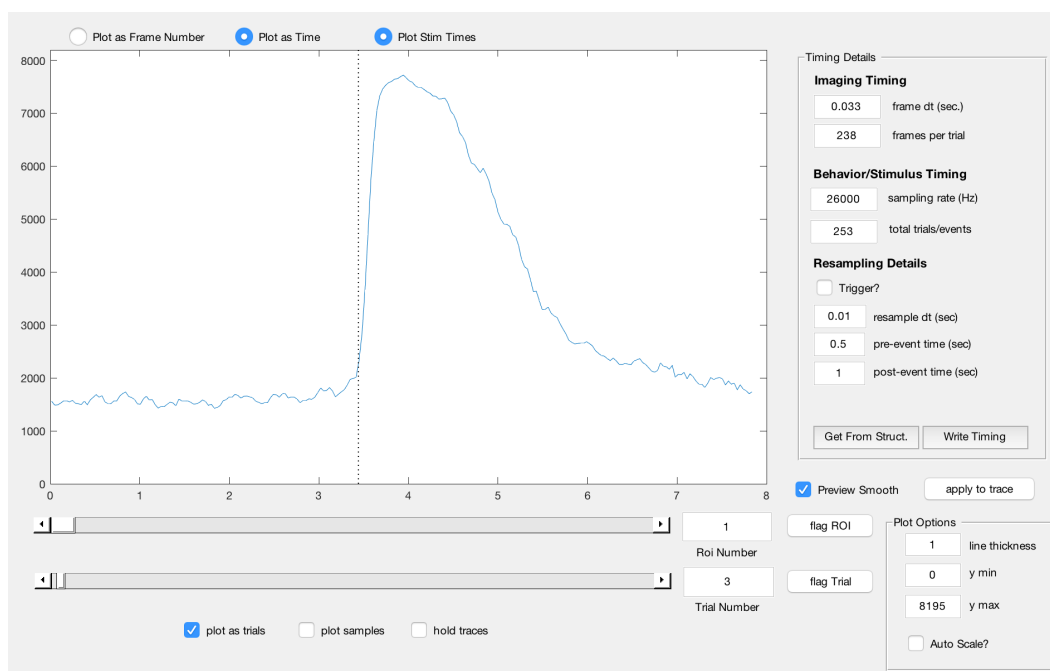 Plot as Frame Number
Plot as Time
Plot Stim Times
8000
7000
6000
5000
4000
3000
2000
1000
0
0 1 2 3 4 5 6 7 8
Timing Details
Imaging Timing
0.033 frame dt (sec.)
238 frames per trial
Behavior/Stimulus Timing
26000 sampling rate (Hz)
253 total trials/events
Resampling Details
Trigger?
0.01 resample dt (sec)
0.5 pre-event time (sec)
1 post-event time (sec)
Get From Struct. Write Timing
Preview Smooth apply to trace
1 flag ROI
Roi Number
3 flag Trial
Trial Number
plot as trials plot samples hold traces
Plot Options
1 line thickness
0 y min
8195 y max
Auto Scale?